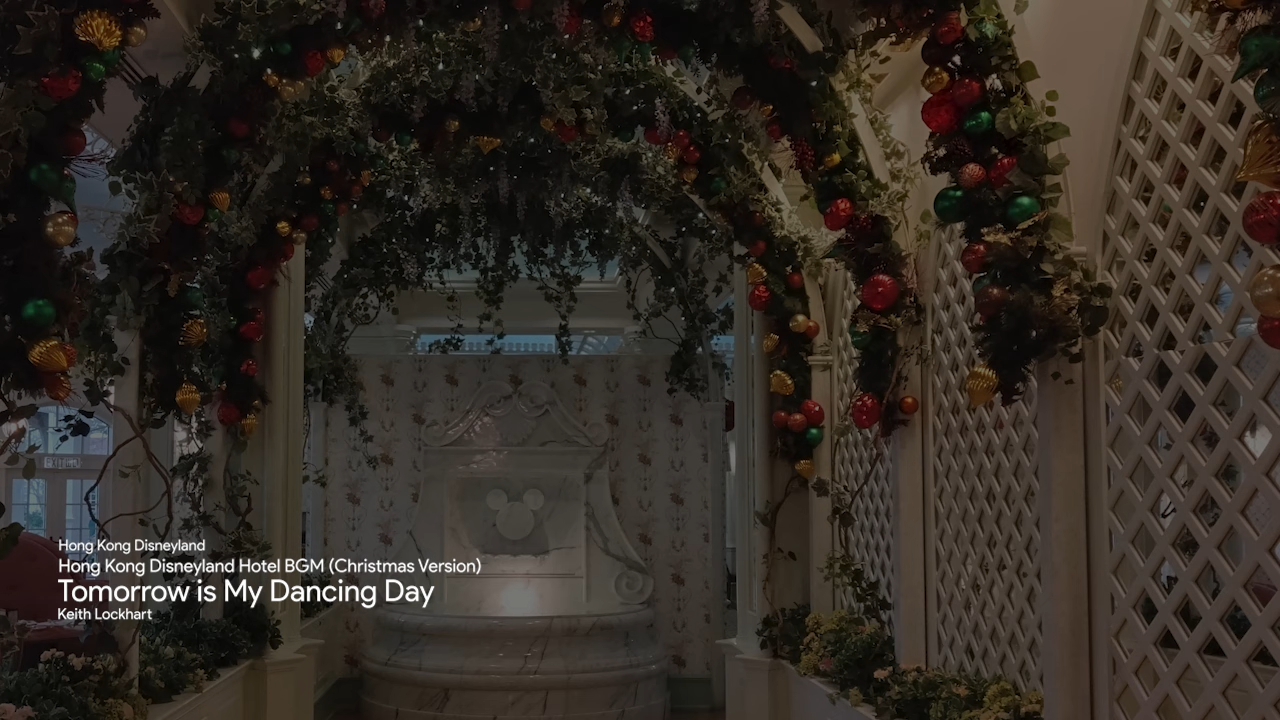 Hong Kong Disneyland
Hong Kong Disneyland Hotel BGM (Christmas Version)
Tomorrow is My Dancing Day
Keith Lockhart